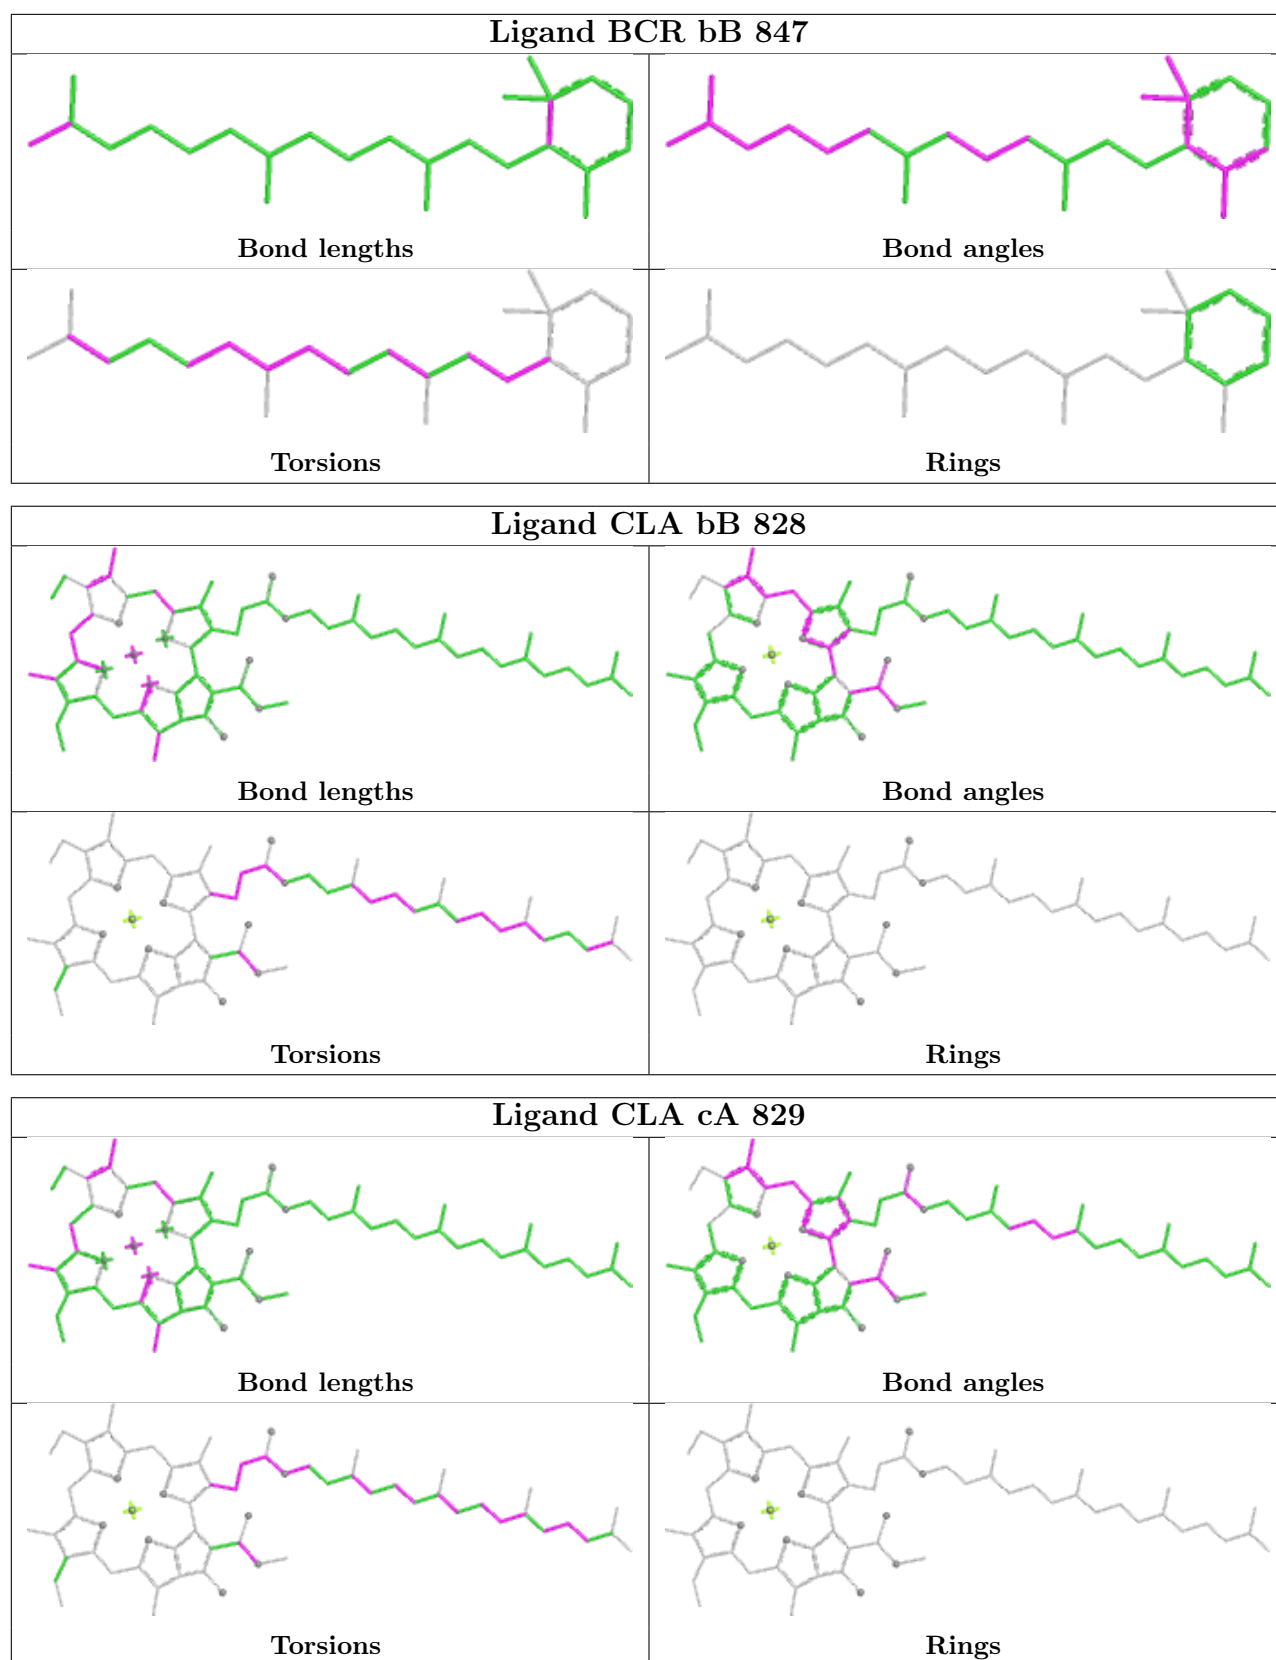 Ligand BCR bB 847
Bond lengths
Bond angles
Torsions
Rings
Ligand CLA bB 828
Bond lengths
Bond angles
Torsions
Rings
Ligand CLA cA 829
Bond lengths
Bond angles
Torsions
Rings